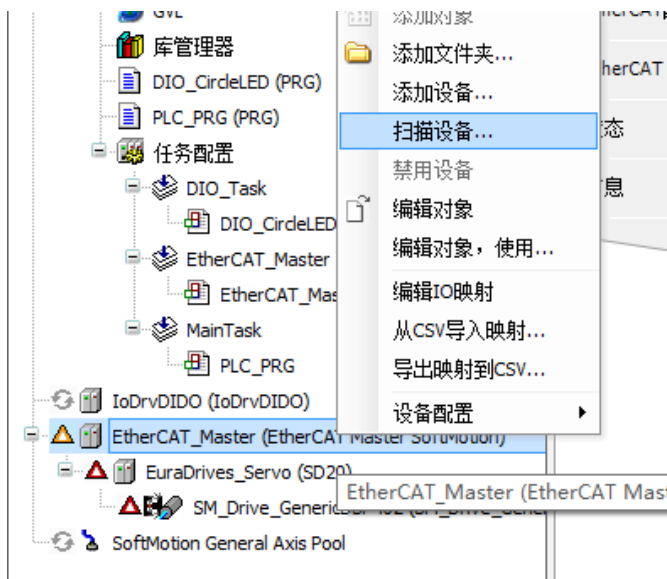 GVL
库管理器
DIO_CircleLED (PRG)
PLC_PRG (PRG)
任务配置
DIO_Task
DIO_CircleLED
EtherCAT_Master
EtherCAT_Mas
MainTask
PLC_PRG
IoDrvDIDO (IoDrvDIDO)
EtherCAT_Master (EtherCAT Master SoftMotion)
EuraDrives_Servo (SD20)
SM_Drive_GenericDSP402 (SM_Drive_Gene
SoftMotion General Axis Pool
添加对象
添加文件夹...
添加设备...
扫描设备...
禁用设备
编辑对象
编辑对象，使用...
编辑IO映射
从CSV导入映射...
导出映射到CSV...
设备配置
herCAT
态
息
EtherCAT_Master (EtherCAT Mast